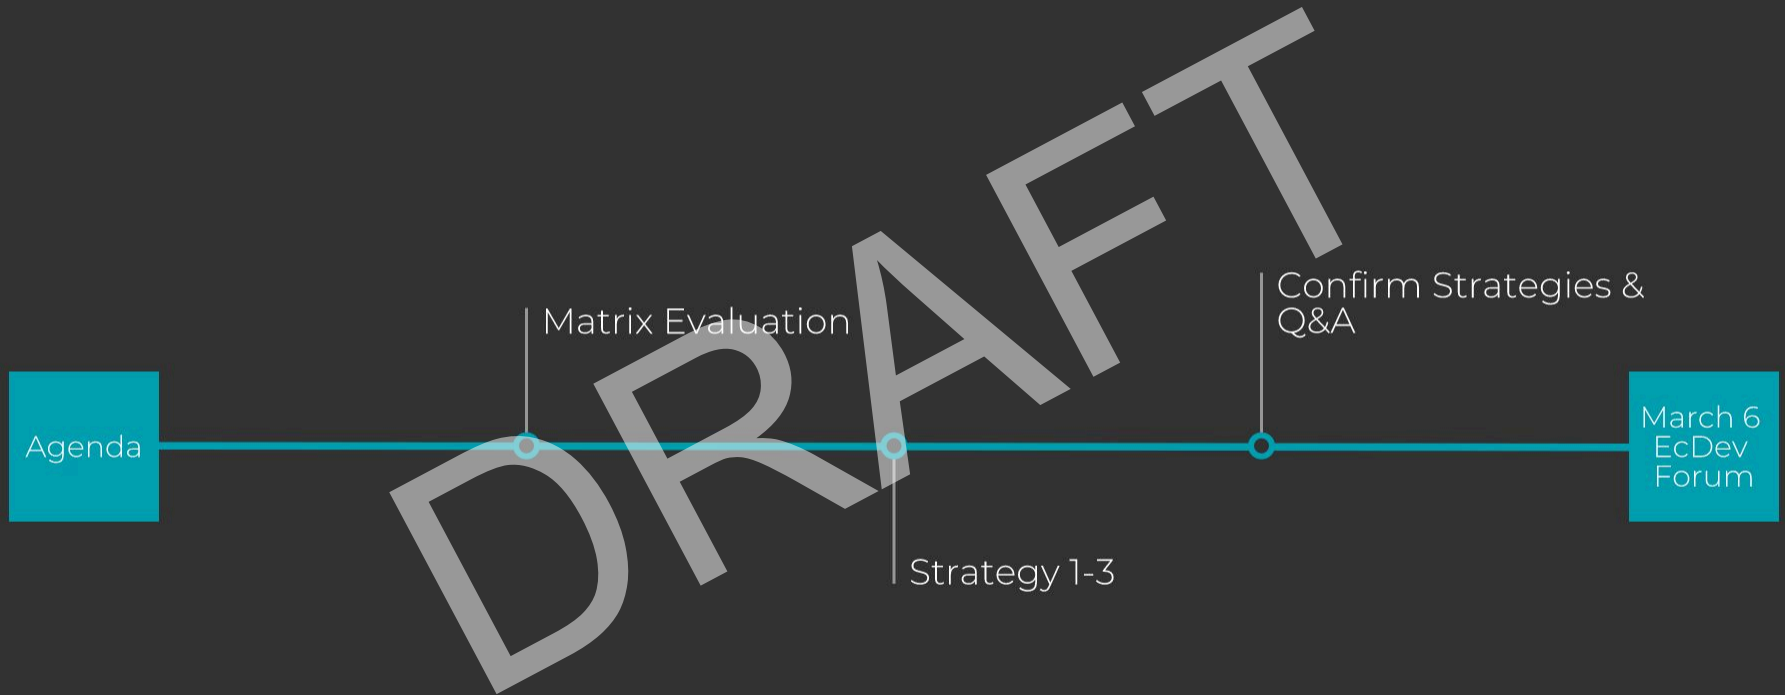 Agenda
Matrix Evaluation
Strategy 1-3
Confirm Strategies &
Q&A
March 6
EcDev
Forum
DRAFT